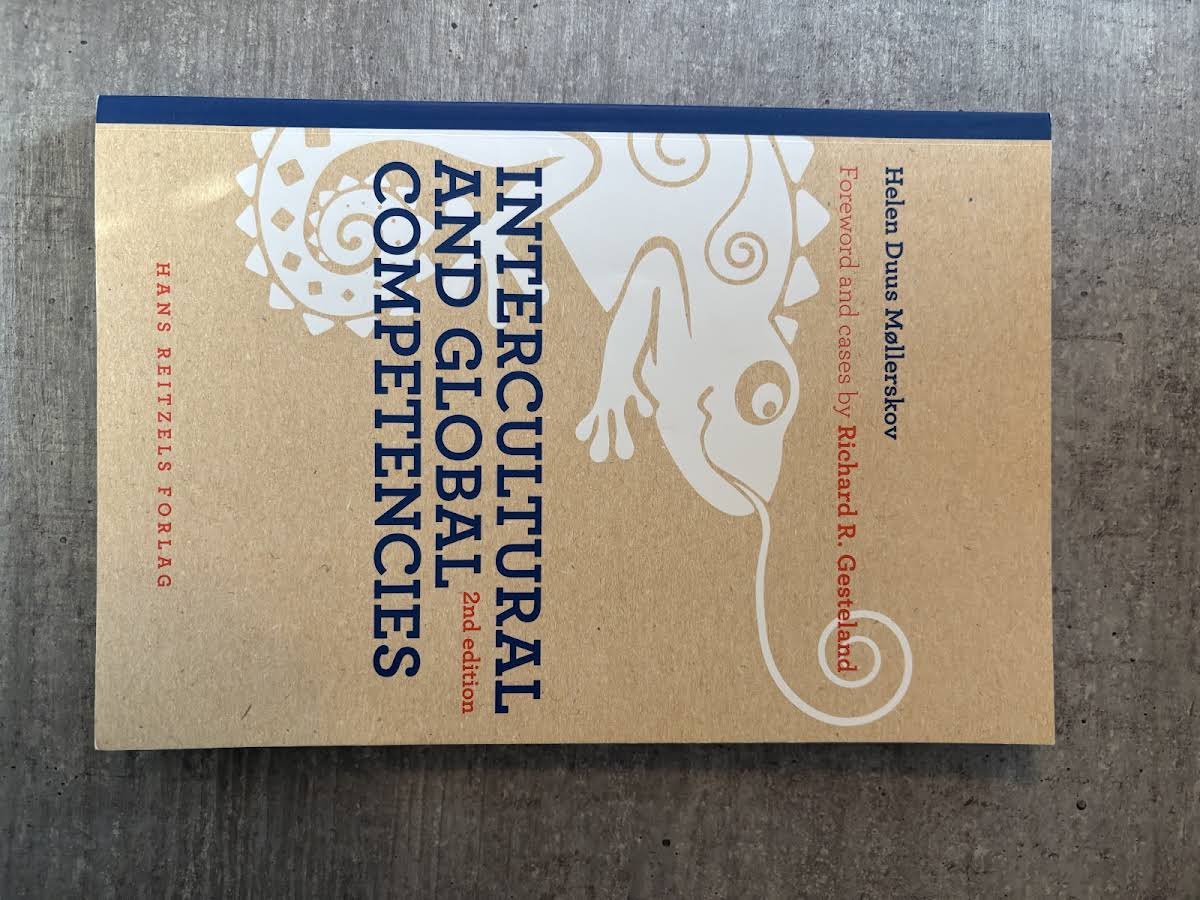 Helen Duus Møllerskov
Foreword and cases by Richard R. Gesteland
INTERCULTURAL
AND GLOBAL 2nd edition
COMPETENCIES
HANS REITZELS FORLAG